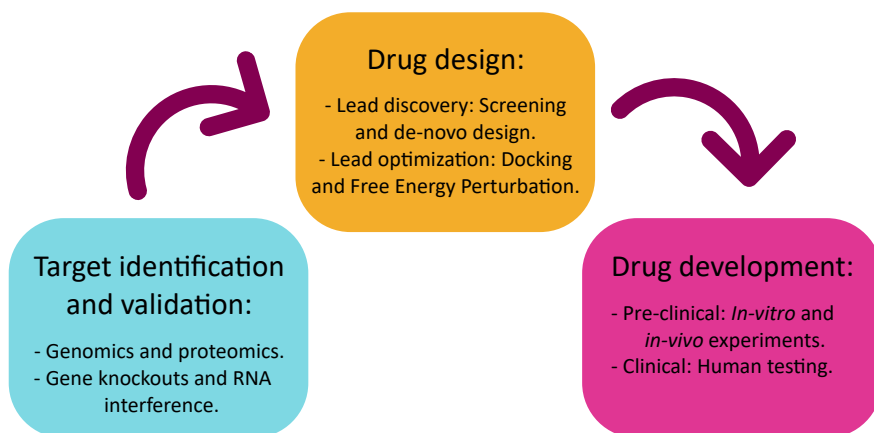 Target identification
and validation:
- Genomics and proteomics.
- Gene knockouts and RNA
interference.
Drug design:
- Lead discovery: Screening
and de-novo design.
- Lead optimization: Docking
and Free Energy Perturbation.
Drug development:
- Pre-clinical: In-vitro and
in-vivo experiments.
- Clinical: Human testing.